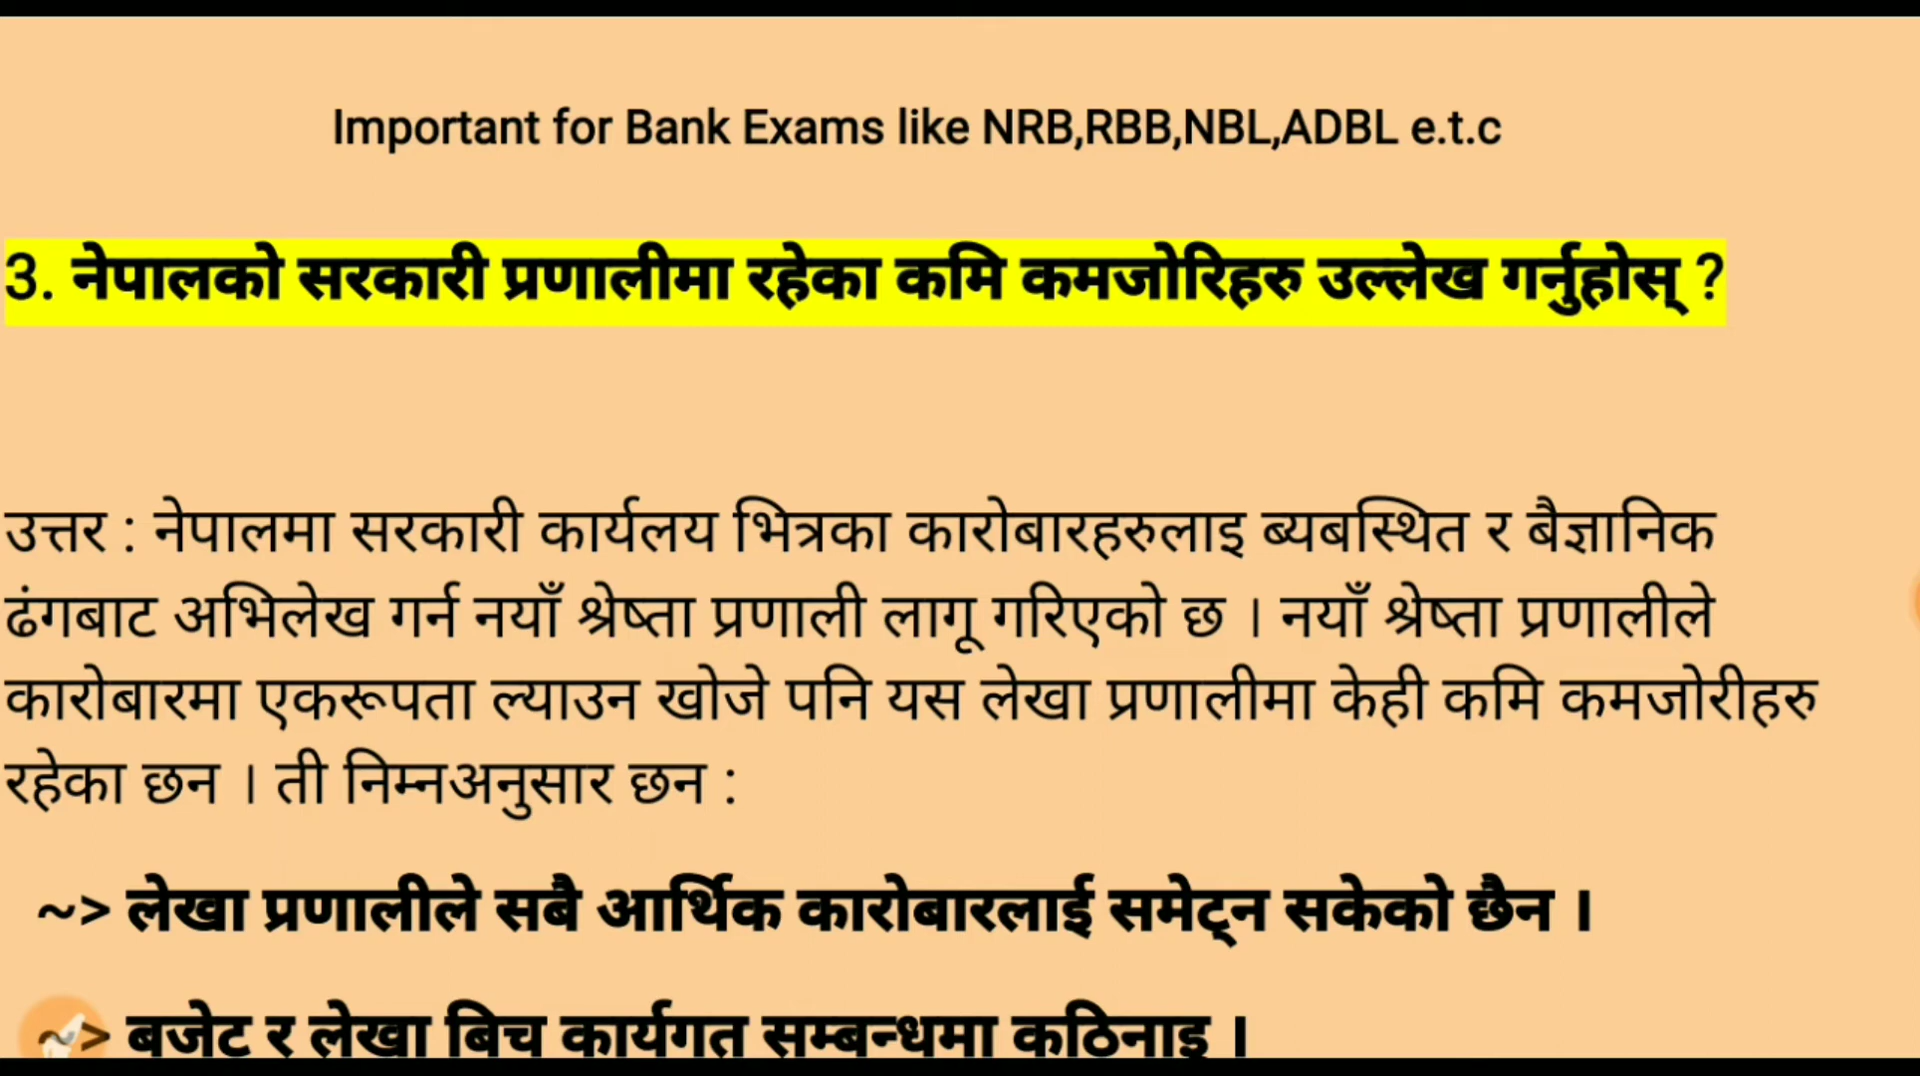 Important for Bank Exams like NRB,RBB,NBL,ADBL e.t.c
3. नेपालको सरकारी प्रणालीमा रहेका कमि कमजोरिहरु उल्लेख गर्नुहोस् ?
उत्तर : नेपालमा सरकारी कार्यलय भित्रका कारोबारहरुलाइ ब्यबस्थित र बैज्ञानिक
ढंगबाट अभिलेख गर्न नयाँ श्रेष्ता प्रणाली लागू गरिएको छ । नयाँ श्रेष्ता प्रणालीले
कारोबारमा एकरूपता ल्याउन खोजे पनि यस लेखा प्रणालीमा केही कमि कमजोरीहरु
रहेका छन । ती निम्नअनुसार छन :
~> लेखा प्रणालीले सबै आर्थिक कारोबारलाई समेट्न सकेको छैन ।
~> बजेट र लेखा बिच कार्यगत सम्बन्धमा कठिनाइ ।